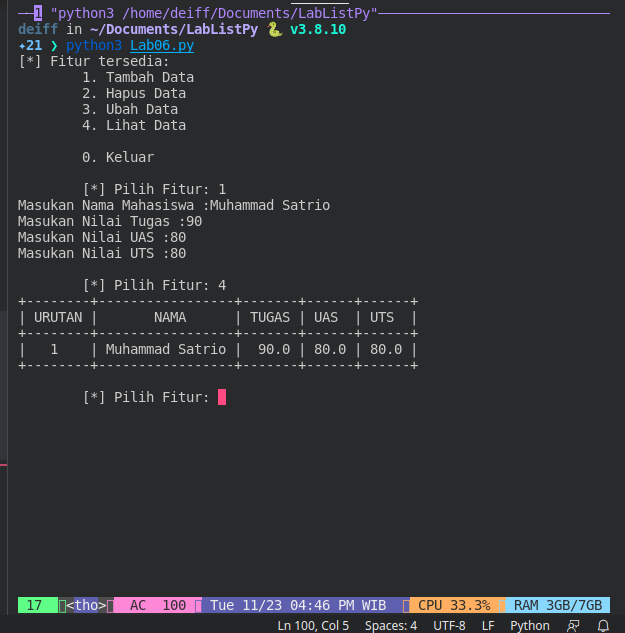 1 "python3 /home/deiff/Documents/LabListPy"
deiff in ~/Documents/LabListPy 🐍 v3.8.10
✦21 ❯ python3 Lab06.py
[*] Fitur tersedia:
1. Tambah Data
2. Hapus Data
3. Ubah Data
4. Lihat Data
0. Keluar
[*] Pilih Fitur: 1
Masukan Nama Mahasiswa :Muhammad Satrio
Masukan Nilai Tugas :90
Masukan Nilai UAS :80
Masukan Nilai UTS :80
[*] Pilih Fitur: 4
+--------+-----------------+-------+------+------+
| URUTAN |       NAMA      | TUGAS | UAS  | UTS  |
+--------+-----------------+-------+------+------+
|   1    | Muhammad Satrio |  90.0 | 80.0 | 80.0 |
+--------+-----------------+-------+------+------+
[*] Pilih Fitur:
17 <tho> AC 100 Tue 11/23 04:46 PM WIB CPU 33.3% RAM 3GB/7GB
Ln 100, Col 5 Spaces: 4 UTF-8 LF Python